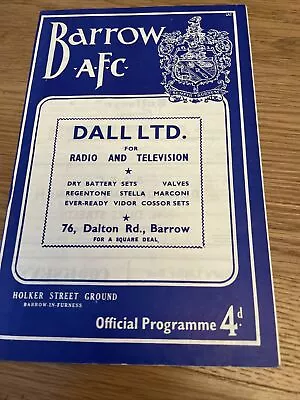 Barrow
A.F.C.
DALL LTD.
FOR
RADIO AND TELEVISION
DRY BATTERY SETS VALVES
REGENTONE STELLA MARCONI
EVER-READY VIDOR COSSOR SETS
76, Dalton Rd., Barrow
FOR A SQUARE DEAL
HOLKER STREET GROUND
BARROW-IN-FURNESS
Official Programme 4d.